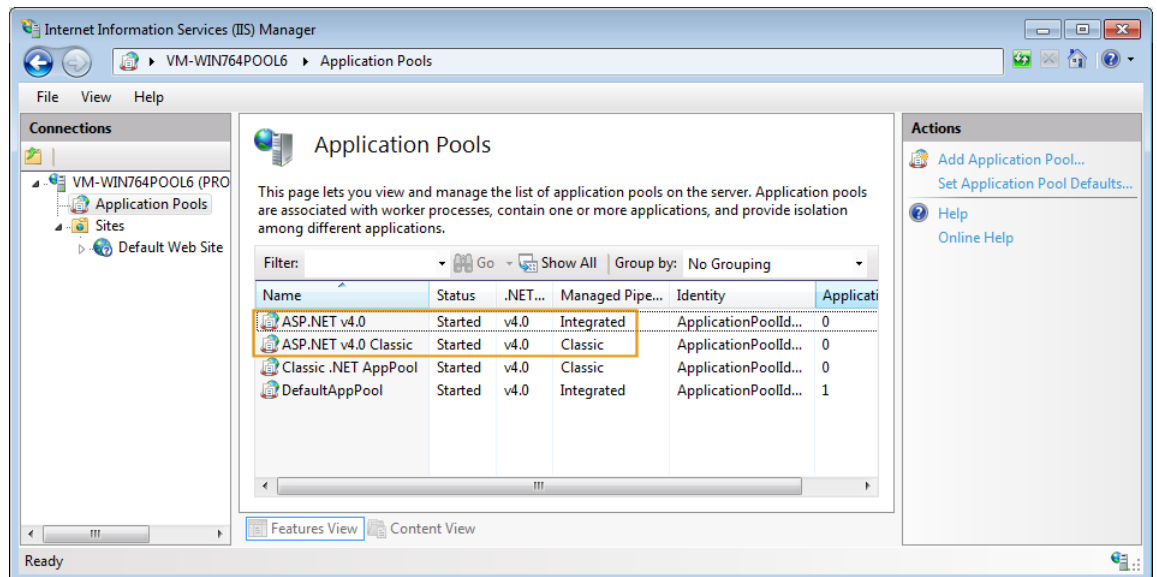 Internet Information Services (IIS) Manager
VM-WIN764POOL6 Application Pools
File View Help
Connections
VM-WIN764POOL6 (PRO
Application Pools
Sites
Default Web Site
Application Pools
This page lets you view and manage the list of application pools on the server. Application pools
are associated with worker processes, contain one or more applications, and provide isolation
among different applications.
Filter: Go Show All Group by: No Grouping
Name Status .NET... Managed Pipe... Identity Applicati
ASP.NET v4.0 Started v4.0 Integrated ApplicationPoolId... 0
ASP.NET v4.0 Classic Started v4.0 Classic ApplicationPoolId... 0
Classic .NET AppPool Started v4.0 Classic ApplicationPoolId... 0
DefaultAppPool Started v4.0 Integrated ApplicationPoolId... 1
Features View Content View
Actions
Add Application Pool...
Set Application Pool Defaults...
Help
Online Help
Ready